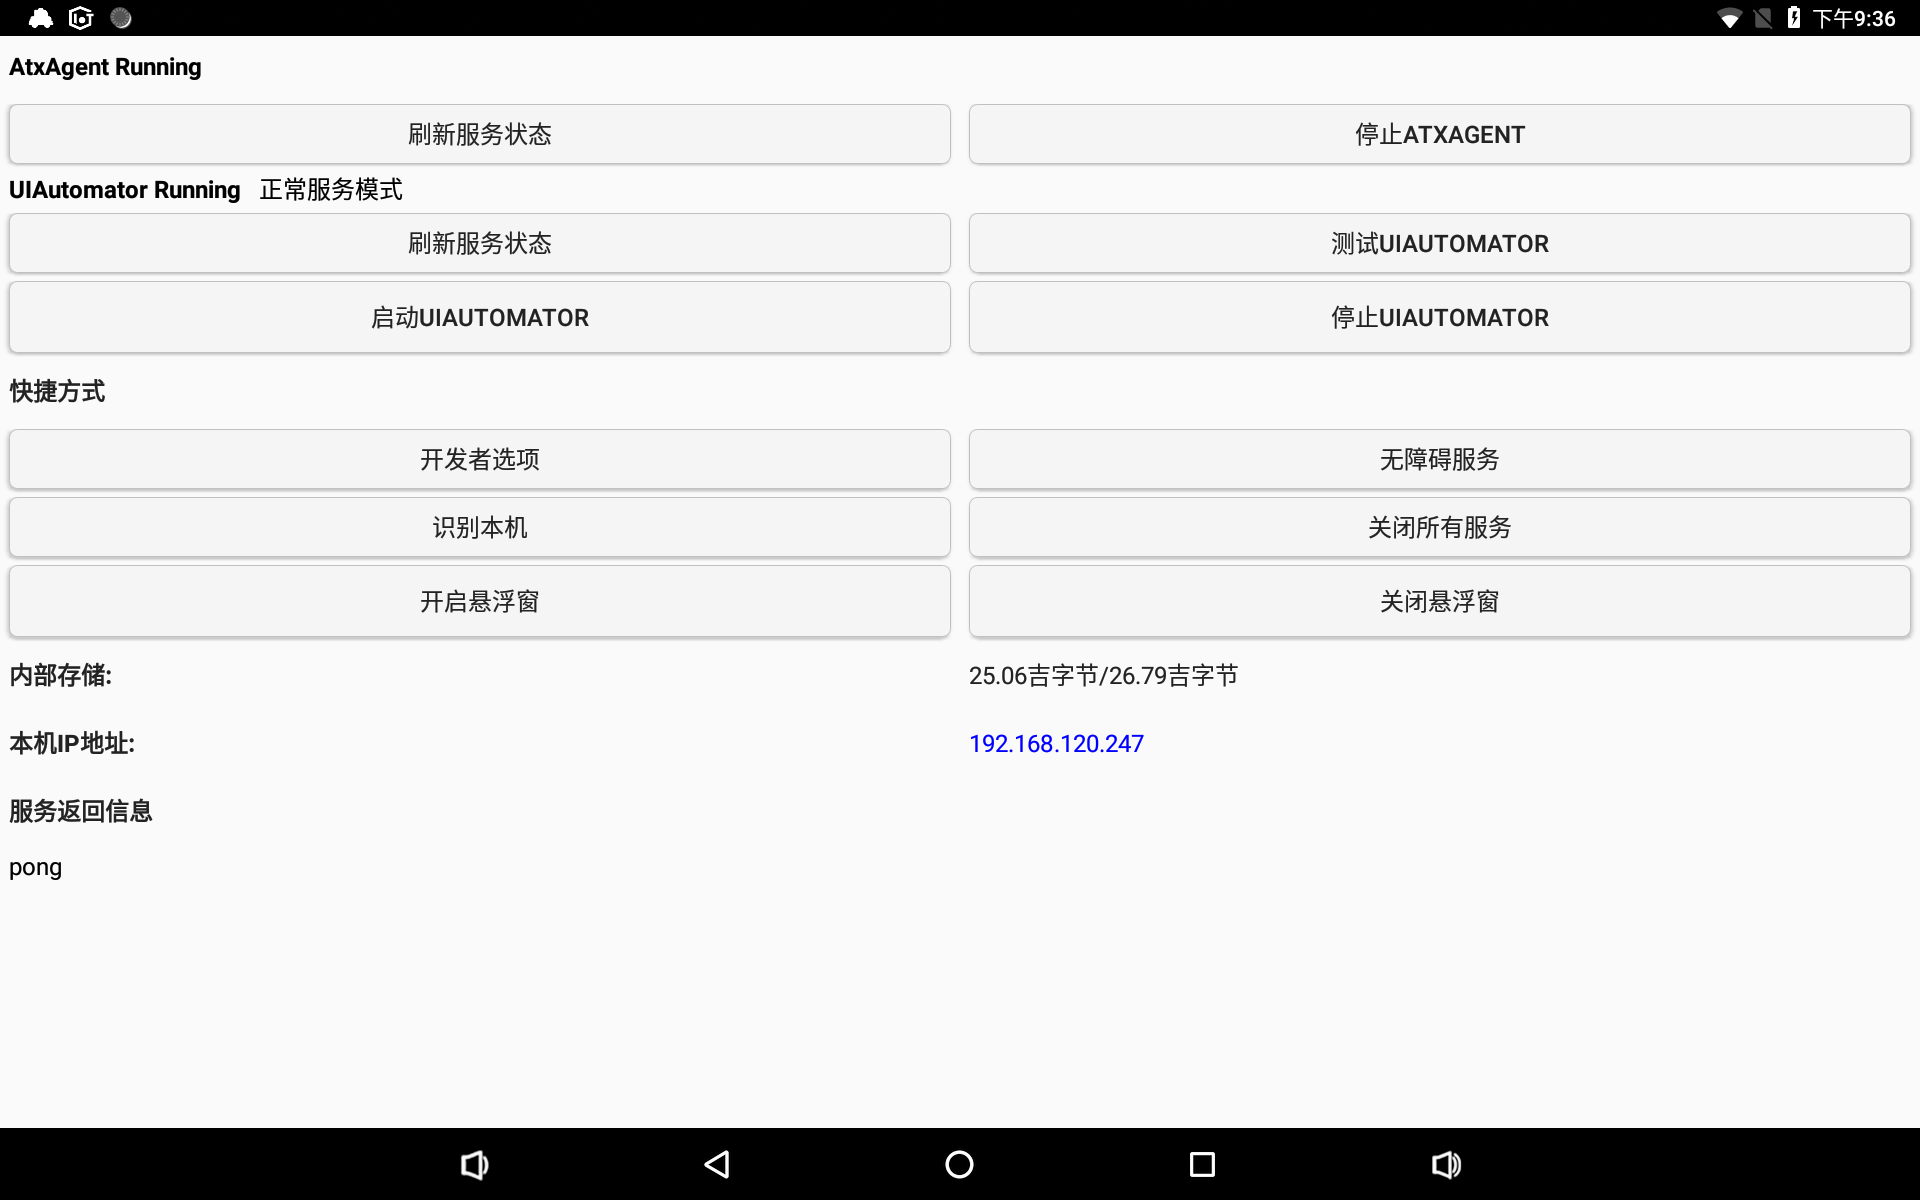 下午9:36
AtxAgent Running
刷新服务状态
停止ATXAGENT
UIAutomator Running 正常服务模式
刷新服务状态
测试UIAUTOMATOR
启动UIAUTOMATOR
停止UIAUTOMATOR
快捷方式
开发者选项
无障碍服务
识别本机
关闭所有服务
开启悬浮窗
关闭悬浮窗
内部存储:
25.06吉字节/26.79吉字节
本机IP地址:
192.168.120.247
服务返回信息
pong